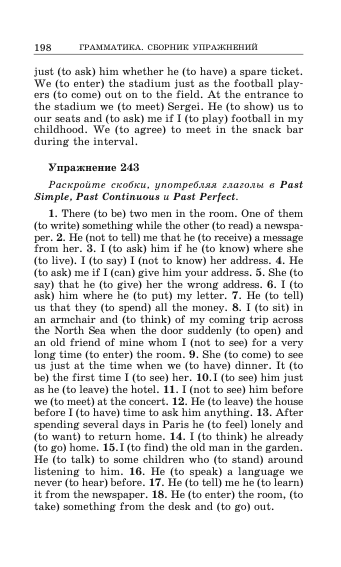 198 ГРАММАТИКА. СБОРНИК УПРАЖНЕНИЙ
just (to ask) him whether he (to have) a spare ticket.
We (to enter) the stadium just as the football play-
ers (to come) out on to the field. At the entrance to
the stadium we (to meet) Sergei. He (to show) us to
our seats and (to ask) me if I (to play) football in my
childhood. We (to agree) to meet in the snack bar
during the interval.
Упражнение 243
Раскройте скобки, употребляя глаголы в Past
Simple, Past Continuous и Past Perfect.
1. There (to be) two men in the room. One of them
(to write) something while the other (to read) a newspa-
per. 2. He (not to tell) me that he (to receive) a message
from her. 3. I (to ask) him if he (to know) where she
(to live). I (to say) I (not to know) her address. 4. He
(to ask) me if I (can) give him your address. 5. She (to
say) that he (to give) her the wrong address. 6. I (to
ask) him where he (to put) my letter. 7. He (to tell)
us that they (to spend) all the money. 8. I (to sit) in
an armchair and (to think) of my coming trip across
the North Sea when the door suddenly (to open) and
an old friend of mine whom I (not to see) for a very
long time (to enter) the room. 9. She (to come) to see
us just at the time when we (to have) dinner. It (to
be) the first time I (to see) her. 10. I (to see) him just
as he (to leave) the hotel. 11. I (not to see) him before
we (to meet) at the concert. 12. He (to leave) the house
before I (to have) time to ask him anything. 13. After
spending several days in Paris he (to feel) lonely and
(to want) to return home. 14. I (to think) he already
(to go) home. 15. I (to find) the old man in the garden.
He (to talk) to some children who (to stand) around
listening to him. 16. He (to speak) a language we
never (to hear) before. 17. He (to tell) me he (to learn)
it from the newspaper. 18. He (to enter) the room, (to
take) something from the desk and (to go) out.